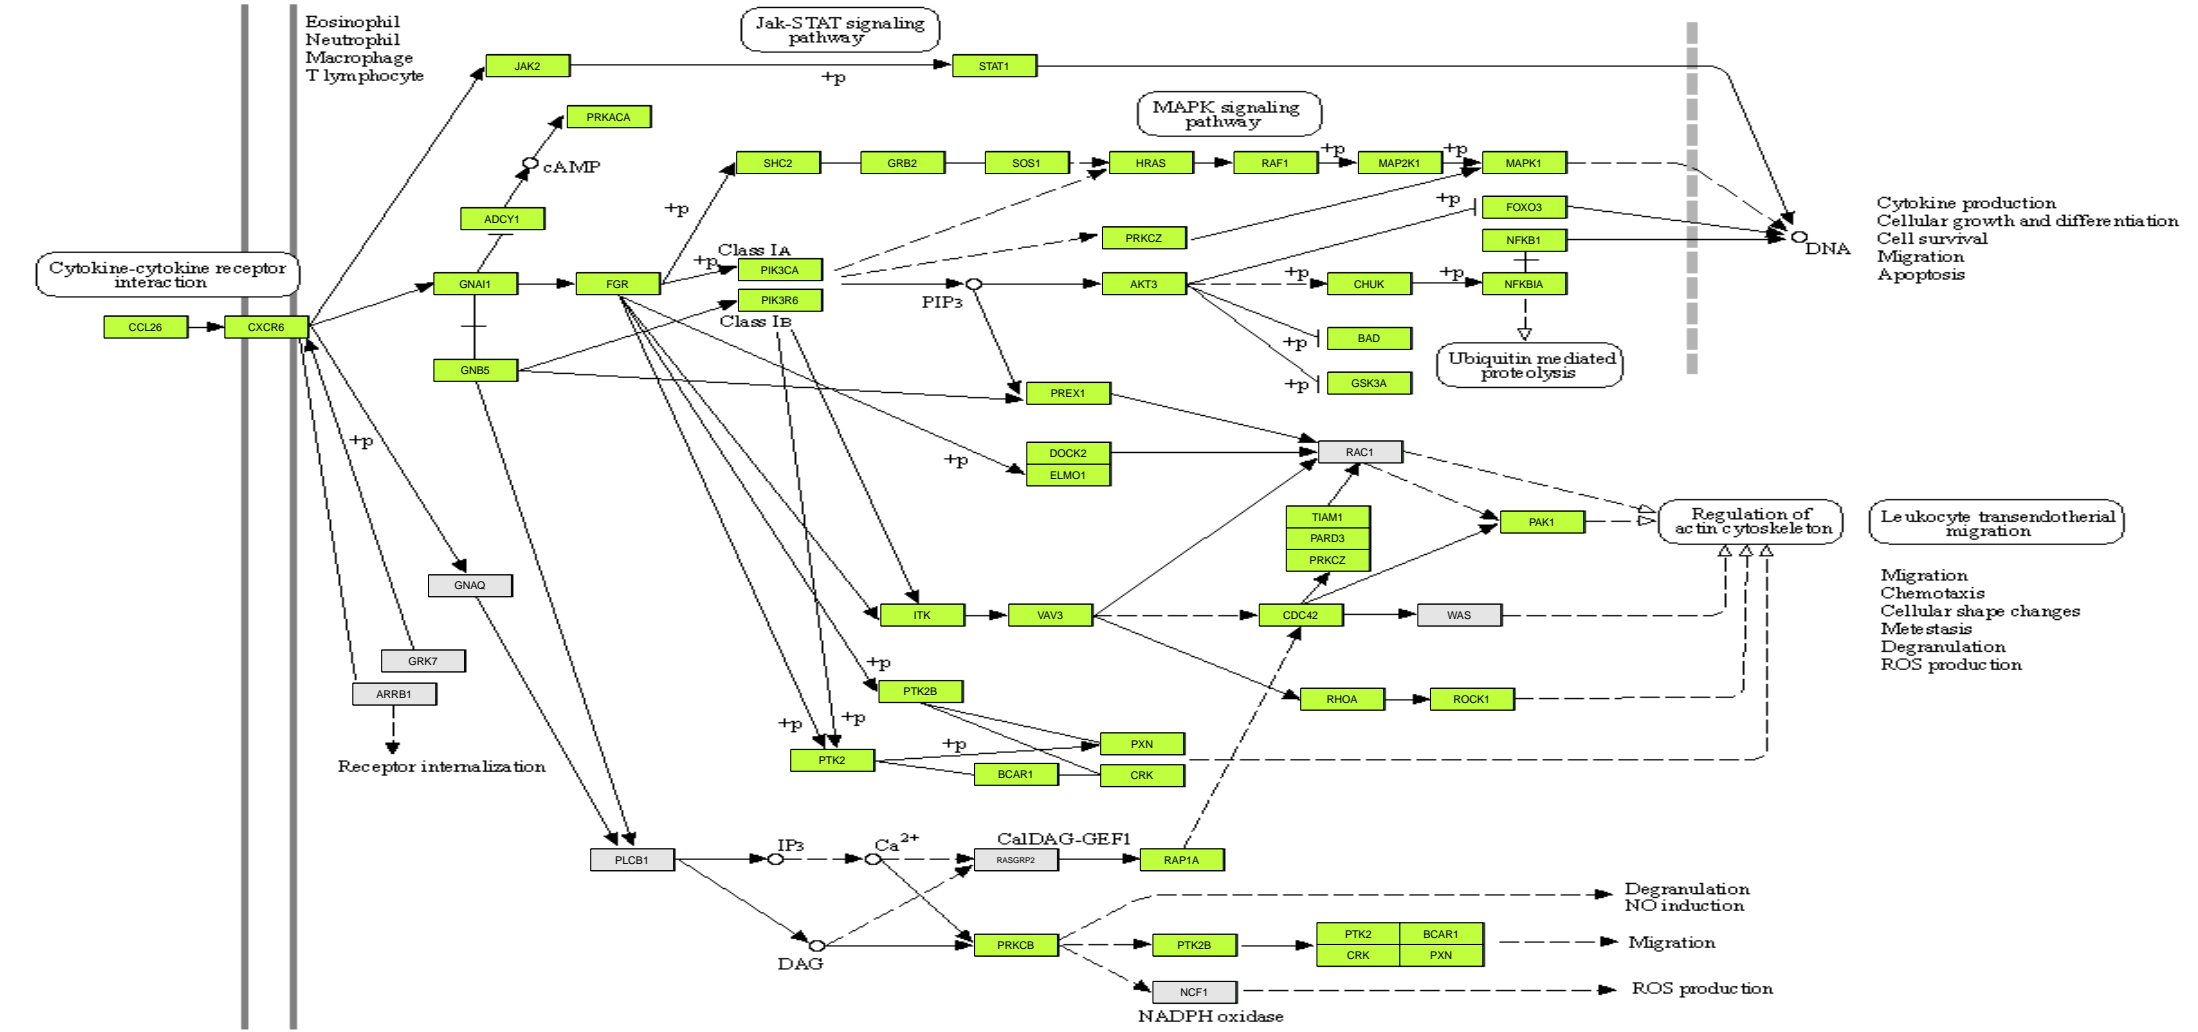 Eosinophil
Neutrophil
Macrophage
T lymphocyte
Jak-STAT signaling
pathway
JAK2
+p
STAT1
PRKACA
cAMP
ADCY1
MAPK signaling
pathway
SHC2
GRB2
SOS1
HRAS
RAF1
+p
MAP2K1
+p
MAPK1
+p
+p
FOXO3
PRKCZ
NFKB1
DNA
Cytokine production
Cellular growth and differentiation
Cell survival
Migration
Apoptosis
Cytokine-cytokine receptor
interaction
CCL26
CXCR6
GNAI1
FGR
+p
Class IA
PIK3CA
PIK3R6
Class IB
PIP3
AKT3
+p
CHUK
+p
NFKBIA
+p
BAD
+p
GSK3A
Ubiquitin mediated
proteolysis
GNB5
PREX1
+p
+p
DOCK2
ELMO1
RAC1
TIAM1
PARD3
PRKCZ
PAK1
Regulation of
actin cytoskeleton
Leukocyte transendotherial
migration
Migration
Chemotaxis
Cellular shape changes
Metestasis
Degranulation
ROS production
GNAQ
GRK7
ARRB1
Receptor internalization
ITK
VAV3
CDC42
WAS
+p
PTK2B
RHOA
ROCK1
+p
+p
PTK2
+p
PXN
BCAR1
CRK
PLCB1
IP3
Ca2+
CalDAG-GEF1
RASGRP2
RAP1A
DAG
PRKCB
PTK2B
PTK2
BCAR1
CRK
PXN
Degranulation
NO induction
Migration
NCF1
NADPH oxidase
ROS production